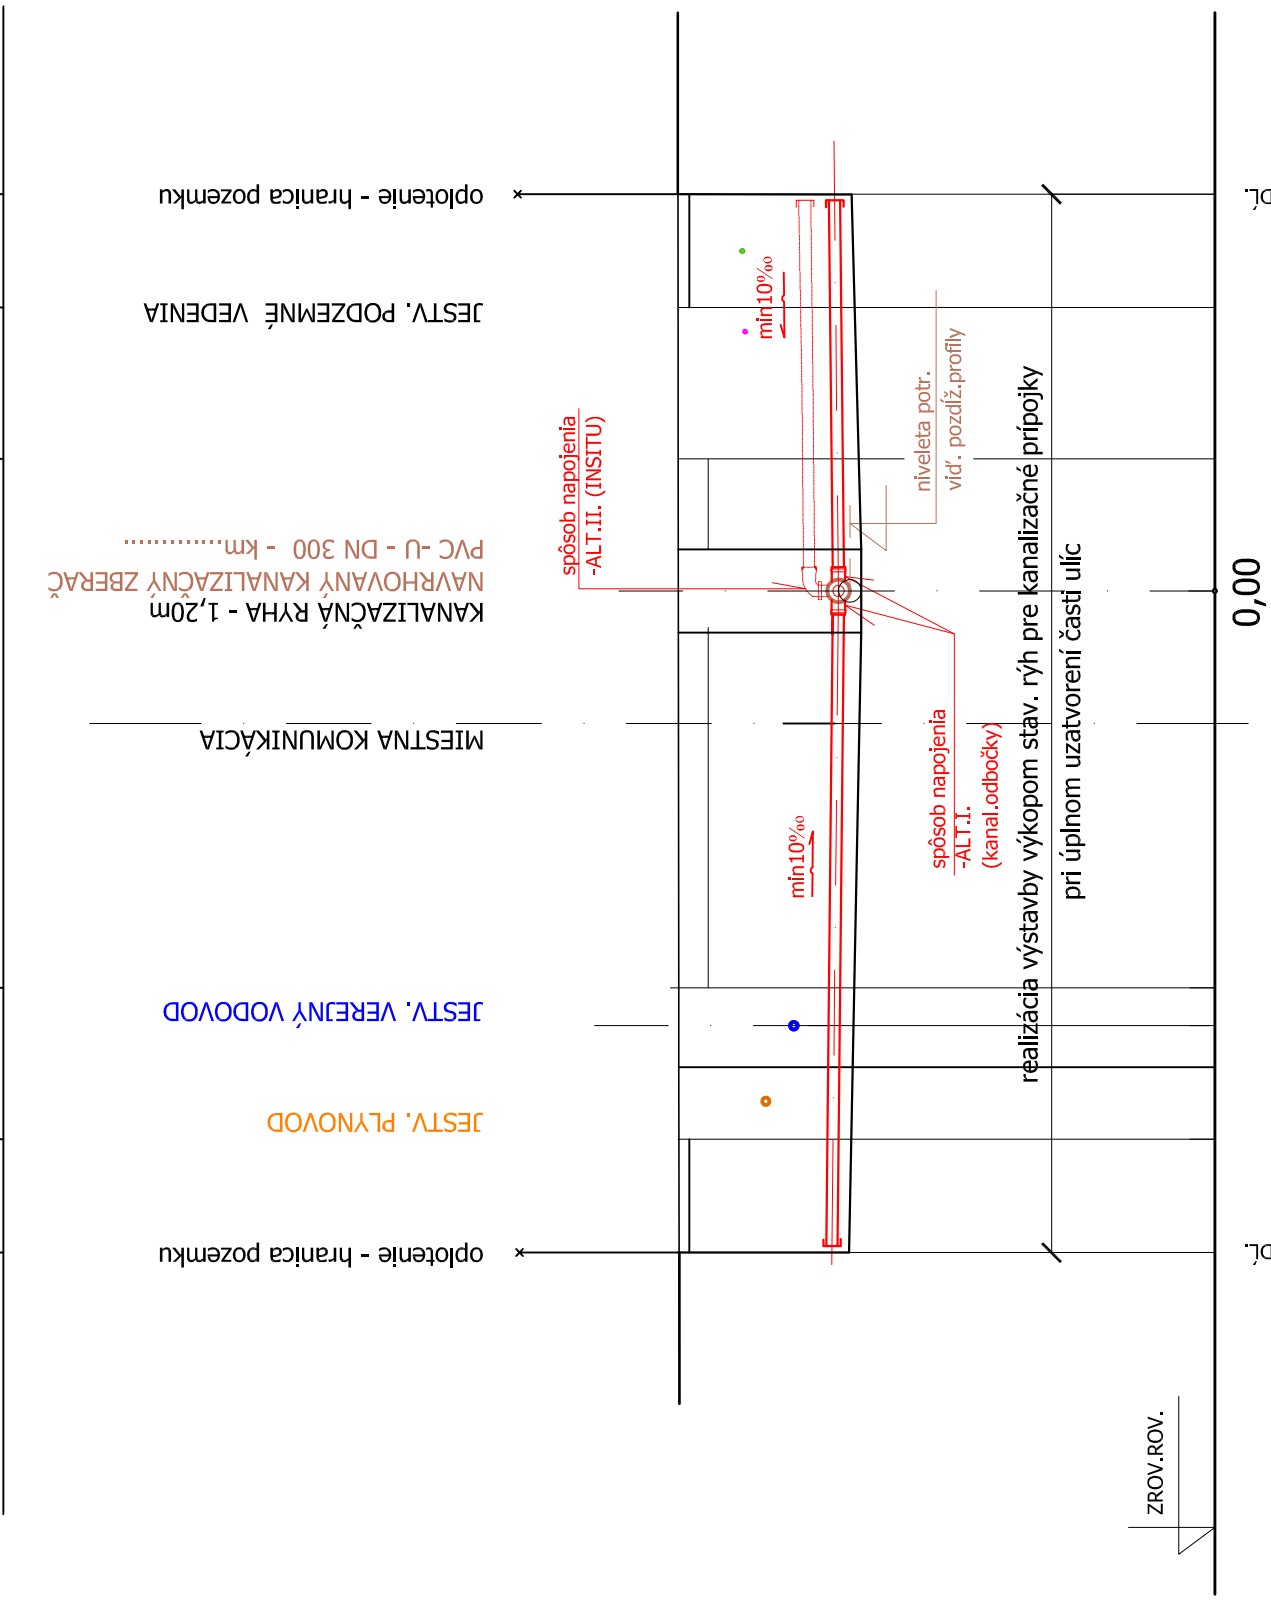 oplotenie - hranica pozemku
JESTV. PODZEMNÉ VEDENIA
PVC -U - DN 300 - km..............
NAVRHOVANÝ KANALIZAČNÝ ZBERAČ
KANALIZAČNÁ RYHA - 1,20m
MIESTNA KOMUNIKÁCIA
JESTV. VEREJNÝ VODOVOD
JESTV. PLYNOVOD
oplotenie - hranica pozemku
spôsob napojenia
-ALT.II. (INSITU)
min10‰
min10‰
niveleta potr.
viď. pozdĺž.profily
spôsob napojenia
-ALT.I.
(kanal.odbočky)
realizácia výstavby výkopom stav. rýh pre kanalizačné prípojky
pri úplnom uzatvorení časti ulíc
0,00
ZROV.ROV.